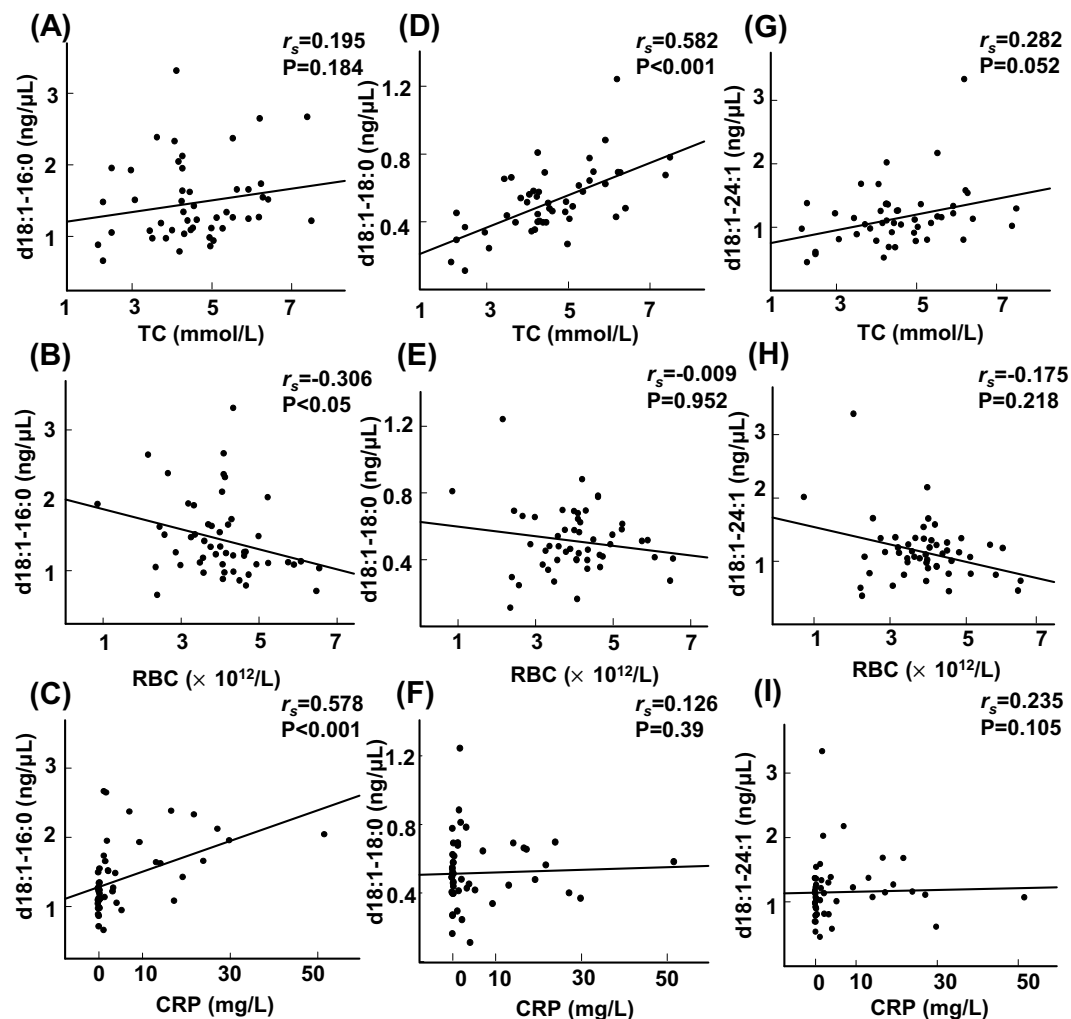 (A)
r_s=0.195
P=0.184
d18:1-16:0 (ng/μL)
3
2
1
1 3 5 7
TC (mmol/L)
(D)
r_s=0.582
P<0.001
d18:1-18:0 (ng/μL)
1.2
0.8
0.4
1 3 5 7
TC (mmol/L)
(G)
r_s=0.282
P=0.052
d18:1-24:1 (ng/μL)
3
2
1
1 3 5 7
TC (mmol/L)
(B)
r_s=-0.306
P<0.05
d18:1-16:0 (ng/μL)
3
2
1
1 3 5 7
RBC (× 10¹²/L)
(E)
r_s=-0.009
P=0.952
d18:1-18:0 (ng/μL)
1.2
0.8
0.4
1 3 5 7
RBC (× 10¹²/L)
(H)
r_s=-0.175
P=0.218
d18:1-24:1 (ng/μL)
3
2
1
1 3 5 7
RBC (× 10¹²/L)
(C)
r_s=0.578
P<0.001
d18:1-16:0 (ng/μL)
3
2
1
0 10 30 50
CRP (mg/L)
(F)
r_s=0.126
P=0.39
d18:1-18:0 (ng/μL)
1.2
0.8
0.4
0 10 30 50
CRP (mg/L)
(I)
r_s=0.235
P=0.105
d18:1-24:1 (ng/μL)
3
2
1
0 10 30 50
CRP (mg/L)